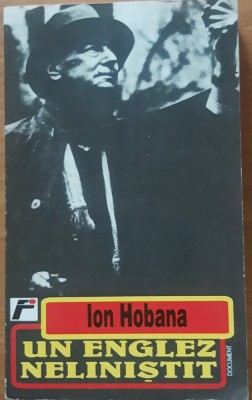 Ion Hobana
UN ENGLEZ
NELINIȘTIT
DOCUMENT